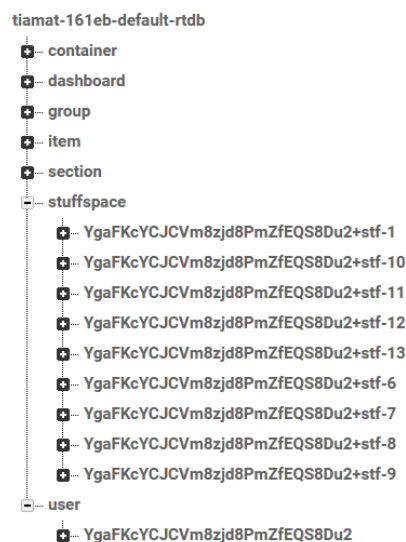 tiamat-161eb-default-rtdb
container
dashboard
group
item
section
stuffspace
YgaFKcYCJCVm8zjd8PmZfEQS8Du2+stf-1
YgaFKcYCJCVm8zjd8PmZfEQS8Du2+stf-10
YgaFKcYCJCVm8zjd8PmZfEQS8Du2+stf-11
YgaFKcYCJCVm8zjd8PmZfEQS8Du2+stf-12
YgaFKcYCJCVm8zjd8PmZfEQS8Du2+stf-13
YgaFKcYCJCVm8zjd8PmZfEQS8Du2+stf-6
YgaFKcYCJCVm8zjd8PmZfEQS8Du2+stf-7
YgaFKcYCJCVm8zjd8PmZfEQS8Du2+stf-8
YgaFKcYCJCVm8zjd8PmZfEQS8Du2+stf-9
user
YgaFKcYCJCVm8zjd8PmZfEQS8Du2